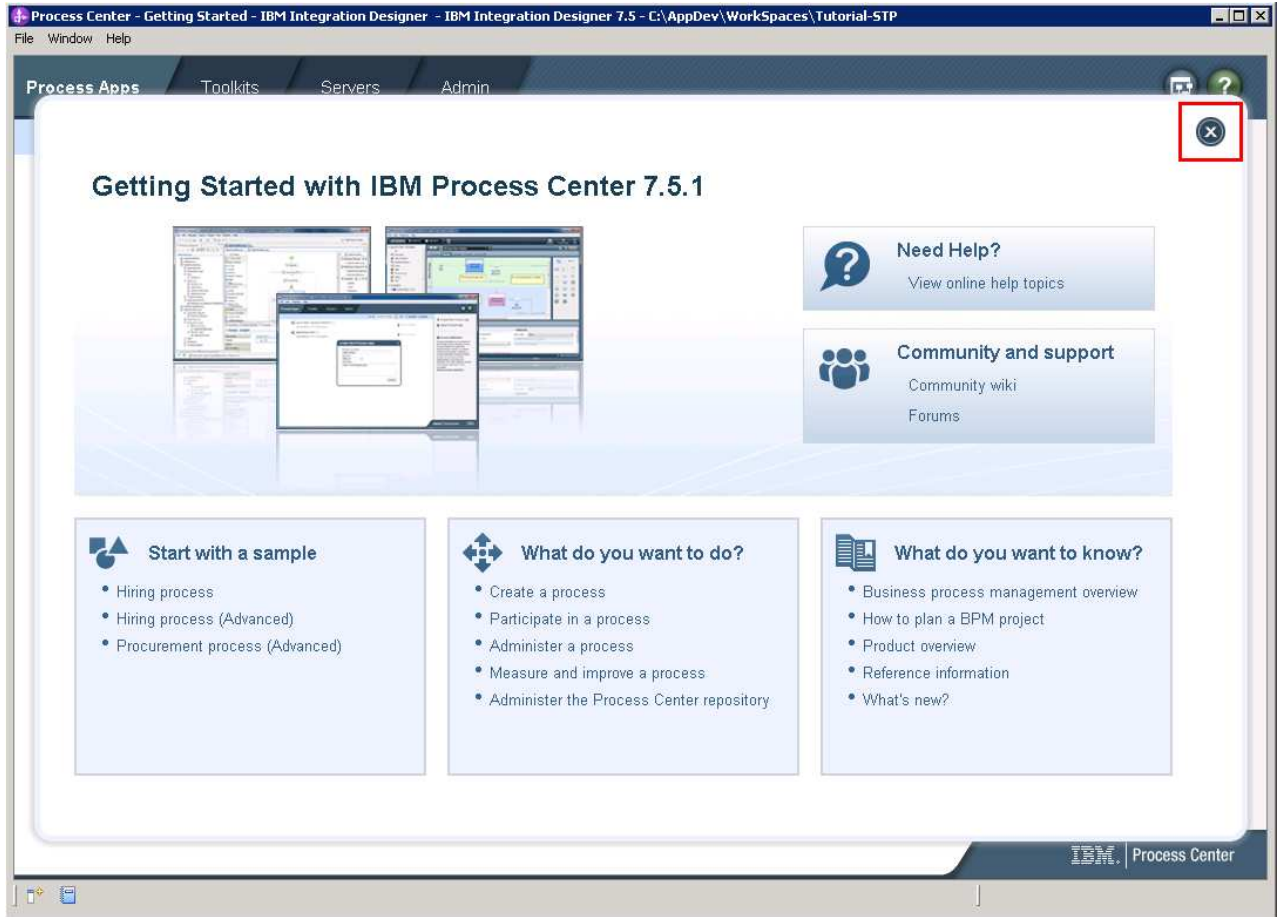 Process Center - Getting Started - IBM Integration Designer - IBM Integration Designer 7.5 - C:\AppDev\WorkSpaces\Tutorial-STP
File Window Help
Process Apps Toolkits Servers Admin
Getting Started with IBM Process Center 7.5.1
Need Help?
View online help topics
Community and support
Community wiki
Forums
Start with a sample
• Hiring process
• Hiring process (Advanced)
• Procurement process (Advanced)
What do you want to do?
• Create a process
• Participate in a process
• Administer a process
• Measure and improve a process
• Administer the Process Center repository
What do you want to know?
• Business process management overview
• How to plan a BPM project
• Product overview
• Reference information
• What's new?
IBM. Process Center